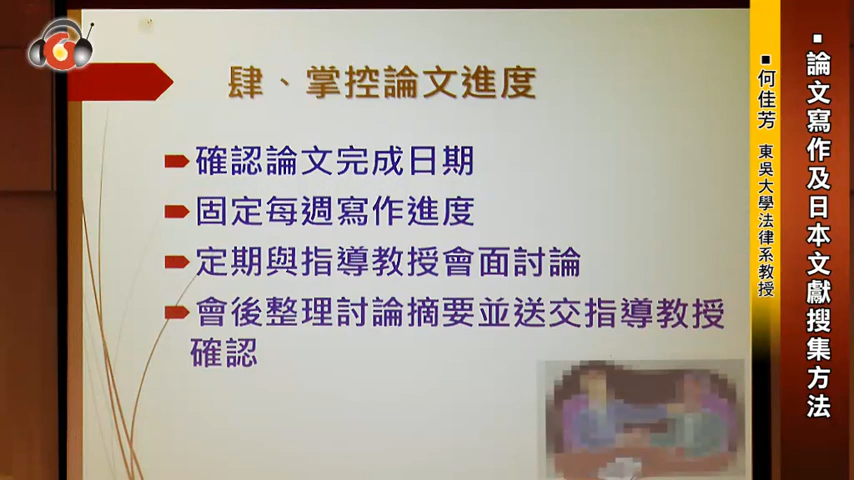 肆、掌控論文進度
確認論文完成日期
固定每週寫作進度
定期與指導教授會面討論
會後整理討論摘要並送交指導教授
確認
▪論文寫作及日本文獻搜集方法
▪何佳芳 東吳大學法律系教授